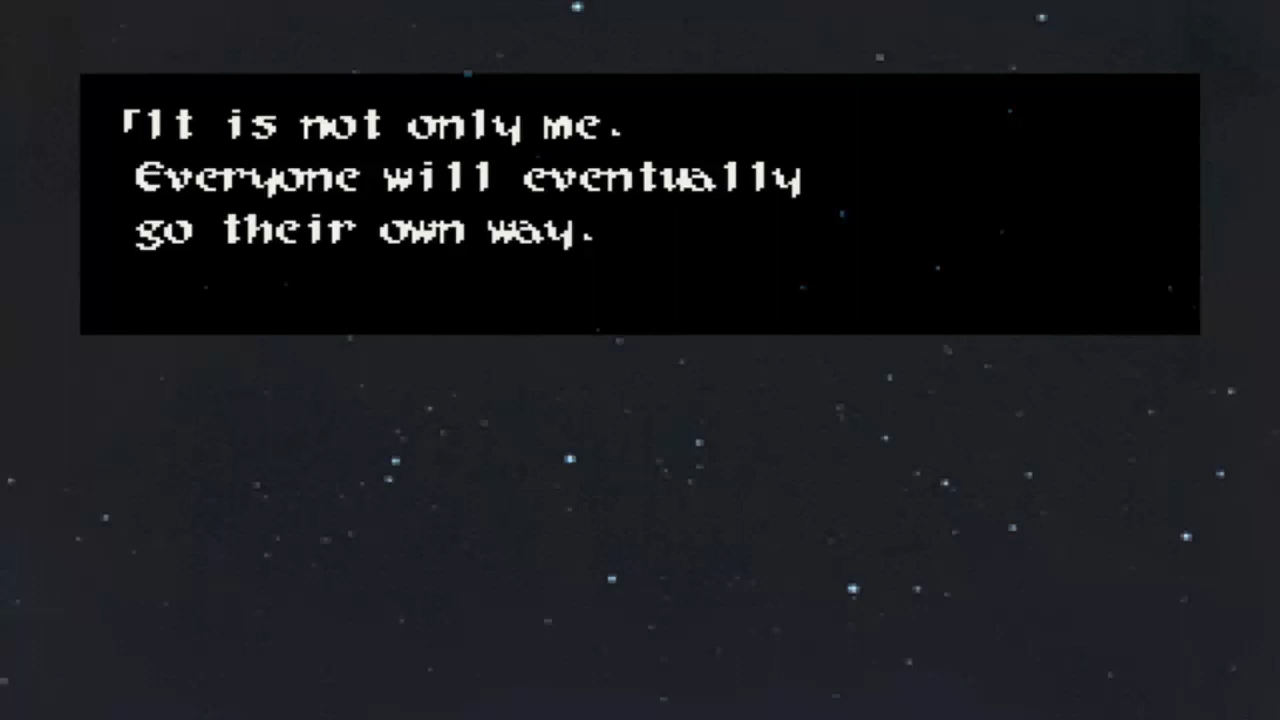 「It is not only me.
Everyone will eventually
go their own way.